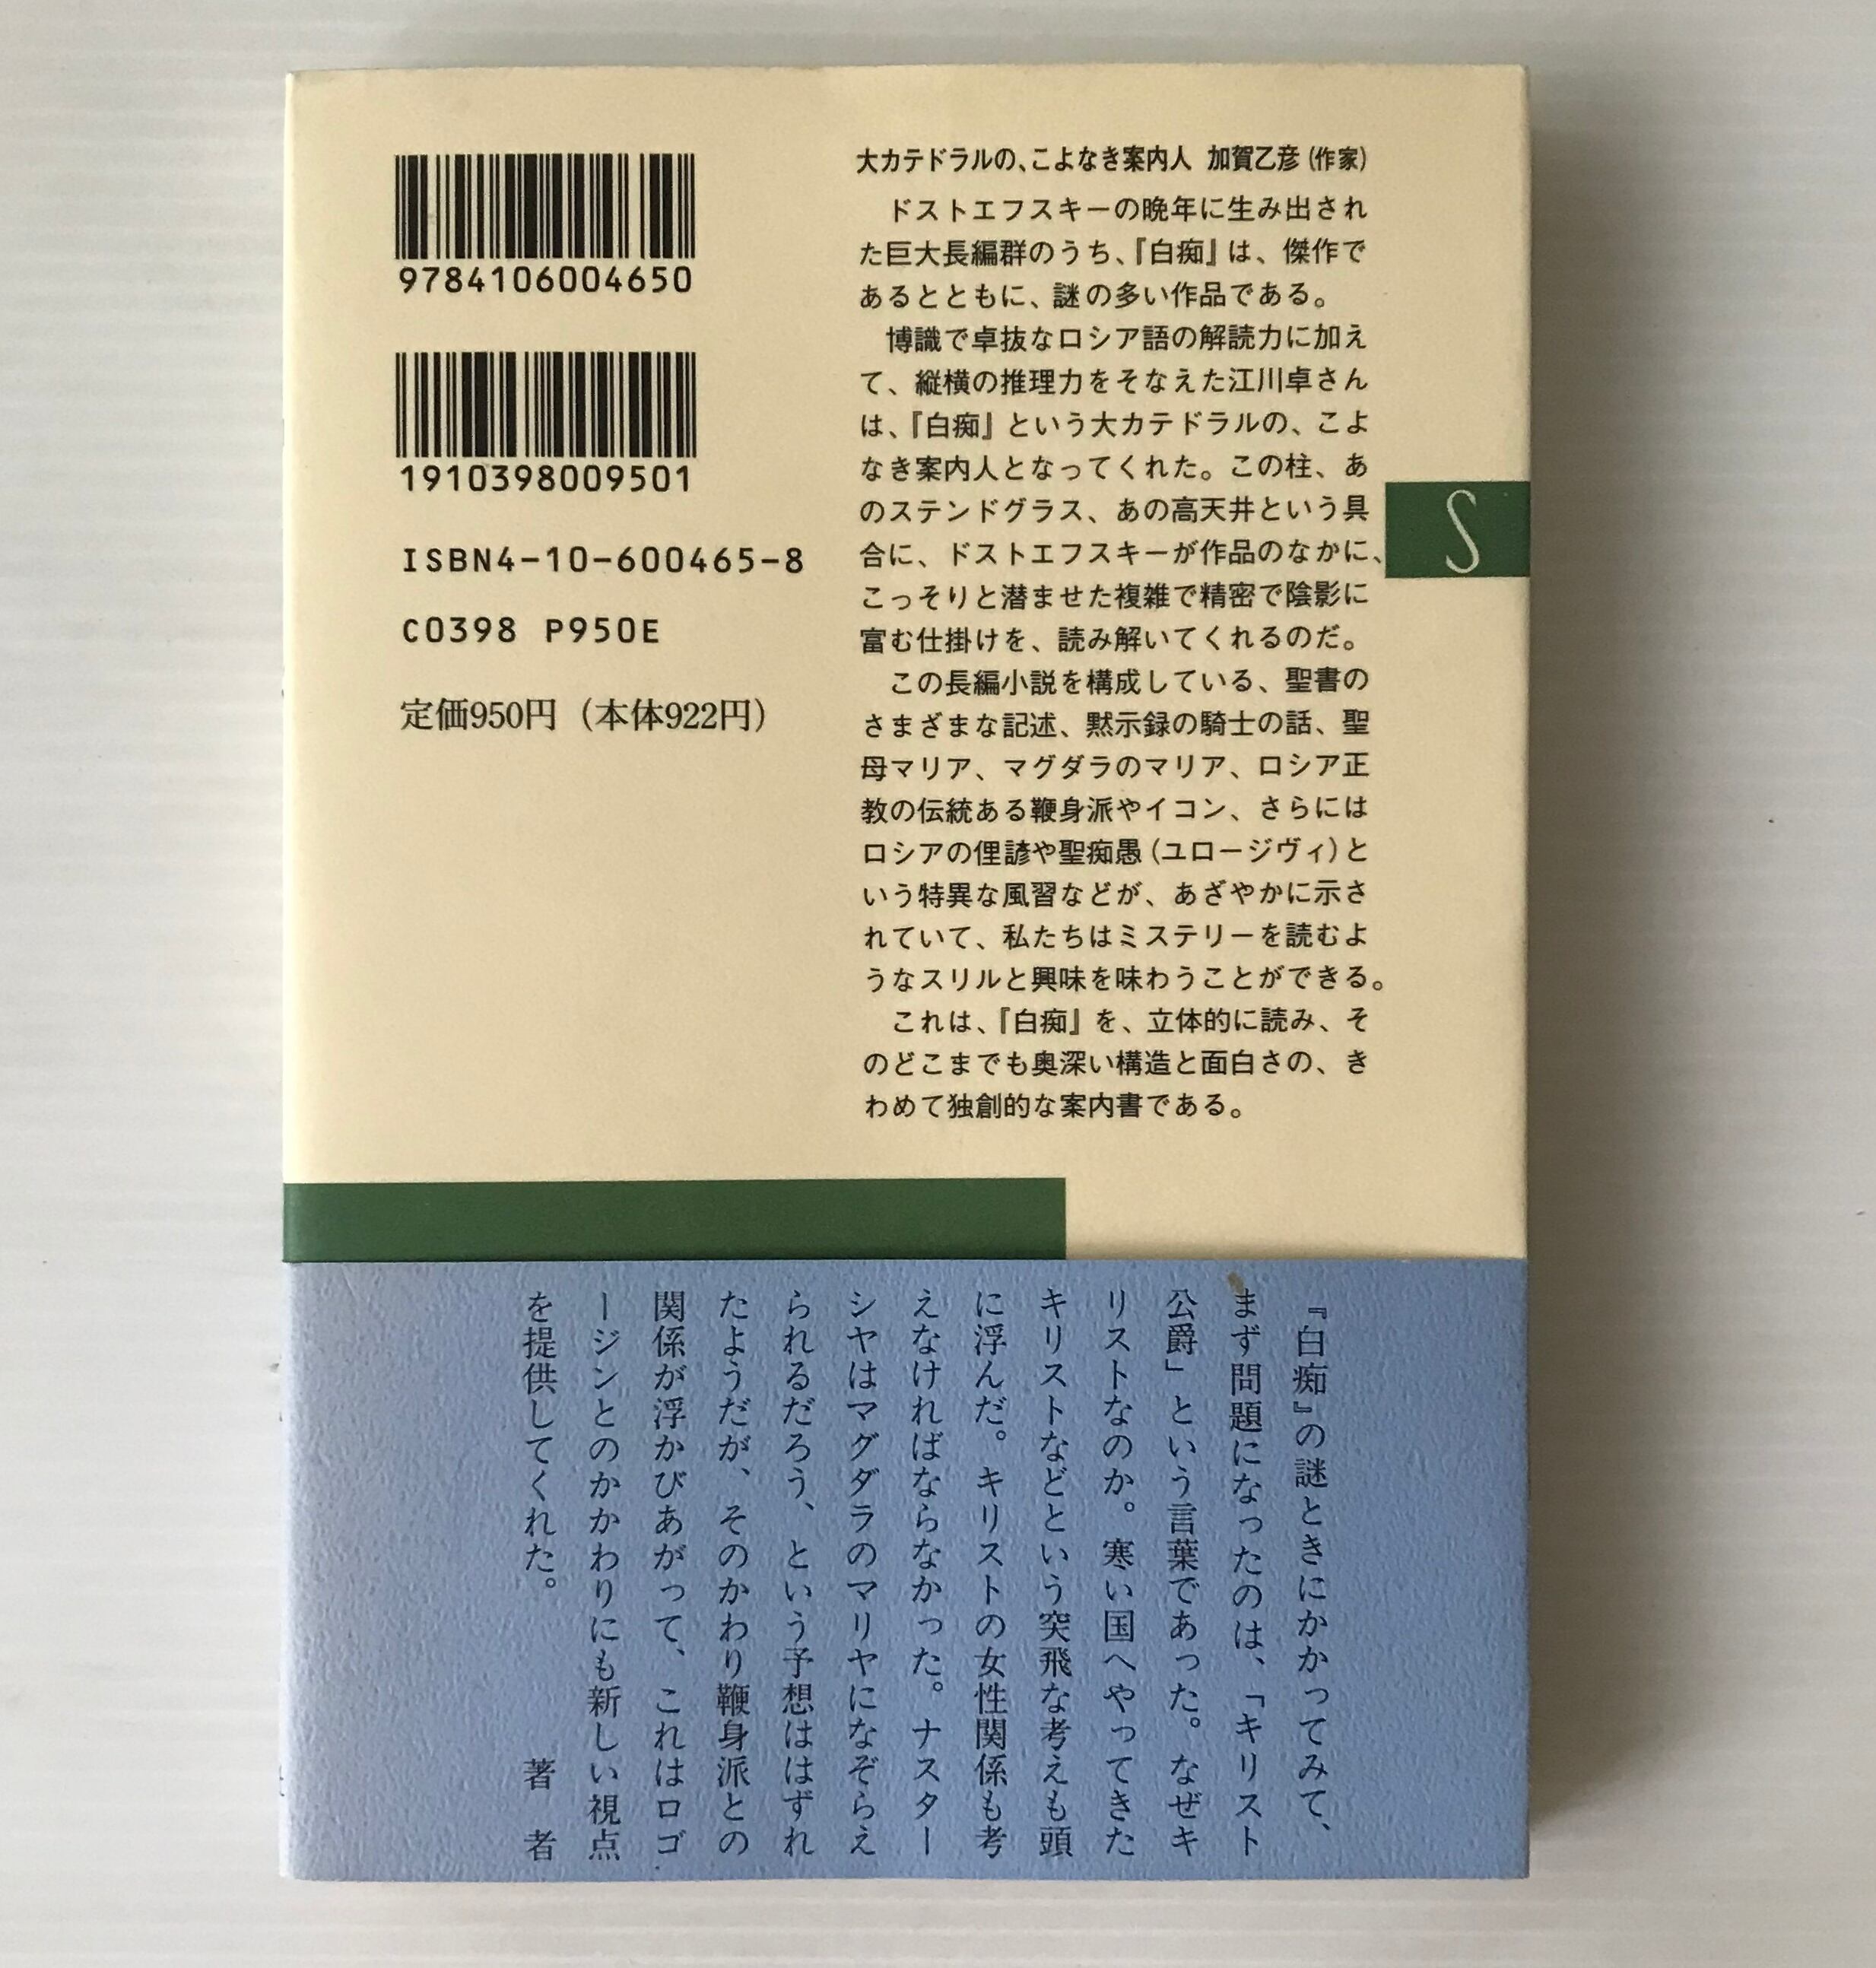 9784106004650
1910398009501
ISBN4-10-600465-8
C0398 P950E
定価950円（本体922円）
大カテドラルの、こよなき案内人 加賀乙彦（作家）
ドストエフスキーの晩年に生み出され
た巨大長編群のうち、『白痴』は、傑作で
あるとともに、謎の多い作品である。
博識で卓抜なロシア語の解読力に加え
て、縦横の推理力をそなえた江川卓さん
は、『白痴』という大カテドラルの、こよ
なき案内人となってくれた。この柱、あ
のステンドグラス、あの高天井という具
合に、ドストエフスキーが作品のなかに、
こっそりと潜ませた複雑で精密で陰影に
富む仕掛けを、読み解いてくれるのだ。
この長編小説を構成している、聖書の
さまざまな記述、黙示録の騎士の話、聖
母マリア、マグダラのマリア、ロシア正
教の伝統ある鞭身派やイコン、さらには
ロシアの俚諺や聖痴愚（ユロージヴィ）と
いう特異な風習などが、あざやかに示さ
れていて、私たちはミステリーを読むよ
うなスリルと興味を味わうことができる。
これは、『白痴』を、立体的に読み、そ
のどこまでも奥深い構造と面白さの、き
わめて独創的な案内書である。
S
『白痴』の謎ときにかかってみて、
まず問題になったのは、「キリスト
公爵」という言葉であった。なぜキ
リストなのか。寒い国へやってきた
キリストなどという突飛な考えも頭
に浮んだ。キリストの女性関係も考
えなければならなかった。ナスター
シヤはマグダラのマリヤになぞらえ
られるだろう、という予想ははずれ
たようだが、そのかわり鞭身派との
関係が浮かびあがって、これはロゴ
ージンとのかかわりにも新しい視点
を提供してくれた。 著者